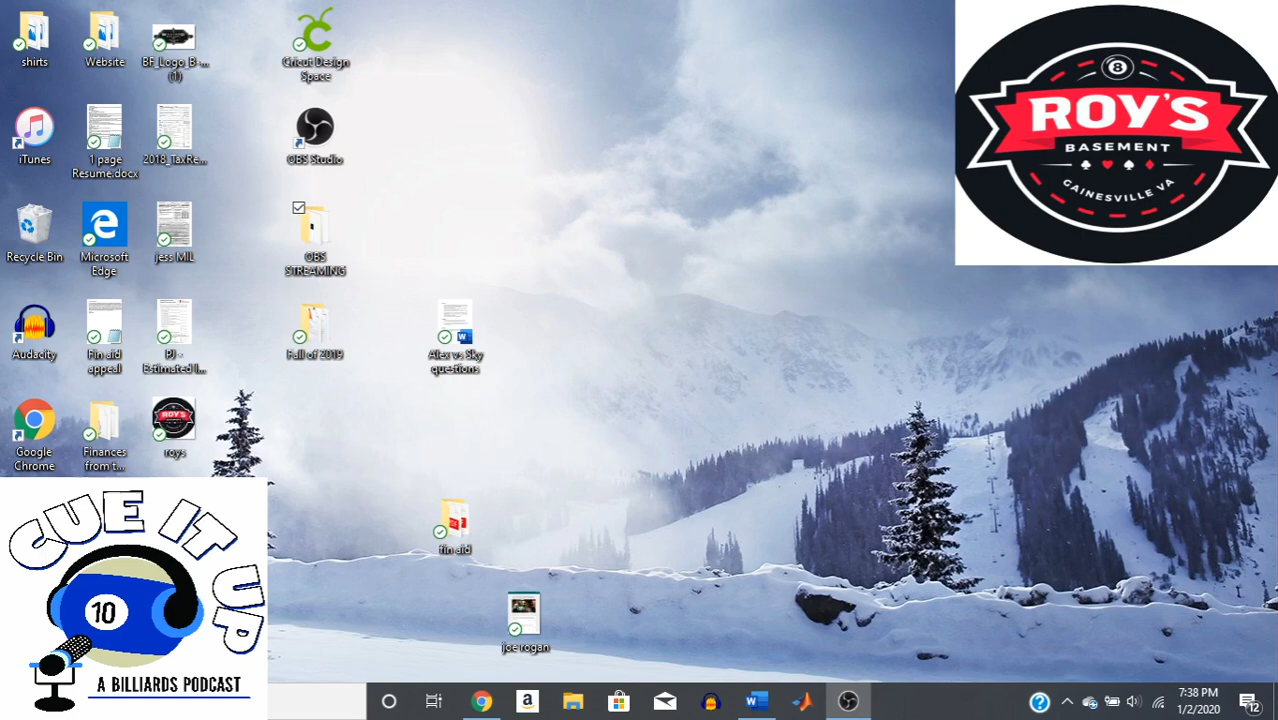 shirts
Website
BF_Logo_B-...
(1)
Cricut Design
Space
iTunes
1 page
Resume.docx
2018_TaxRe...
OBS Studio
Recycle Bin
Microsoft
Edge
jess MIL
OBS
STREAMING
Audacity
Fin aid
appeal
PJ -
Estimated I...
Fall of 2019
Alex vs Sky
questions
Google
Chrome
Finances
from t...
roys
fin aid
joe rogan
8
ROY'S
BASEMENT
GAINESVILLE VA
CUE IT UP
10
A BILLIARDS PODCAST
7:38 PM
1/2/2020
12